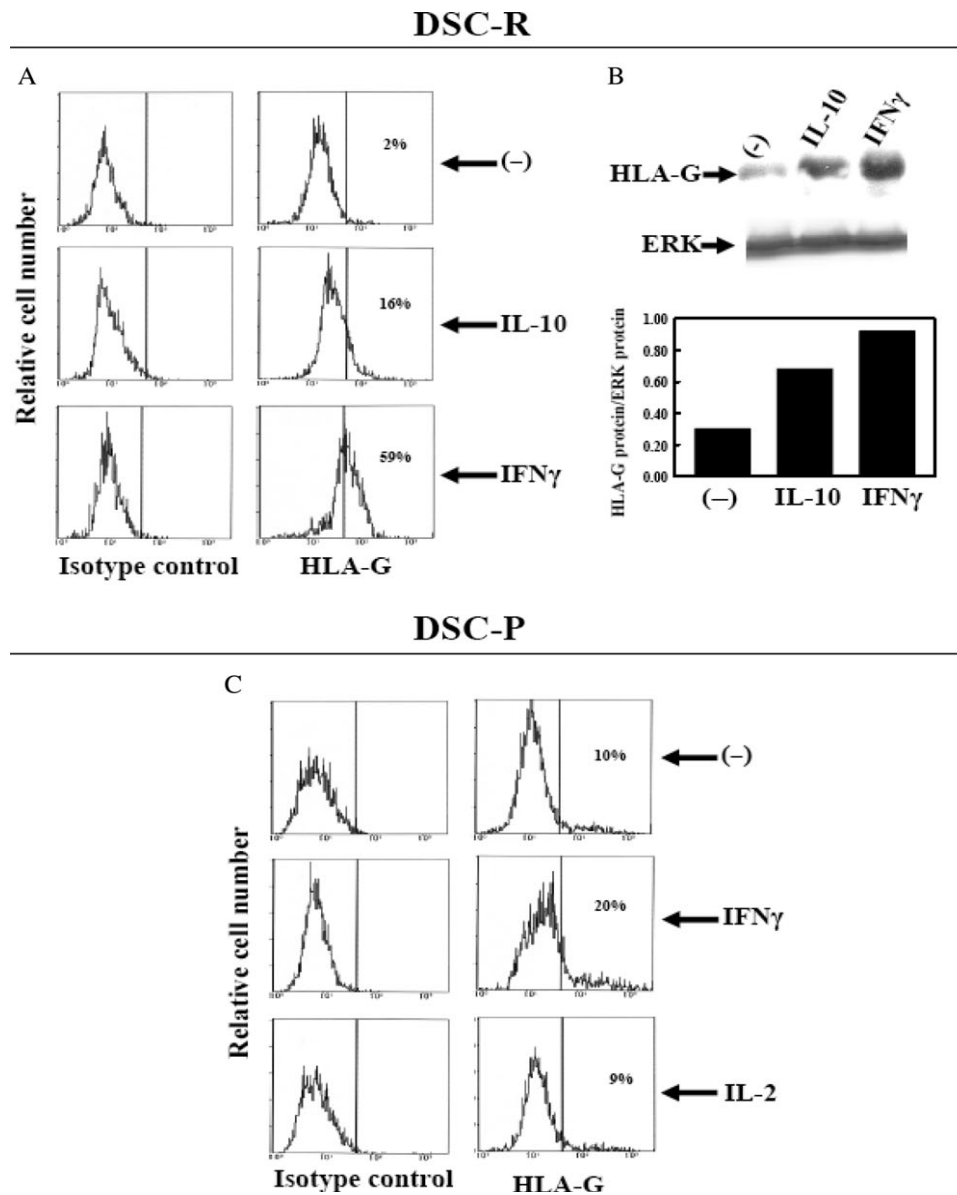 DSC-R
A
Relative cell number
2%
(–)
16%
IL-10
59%
IFNγ
Isotype control
HLA-G
B
(-)
IL-10
IFNγ
HLA-G
ERK
HLA-G protein/ERK protein
1.00
0.80
0.60
0.40
0.20
0.00
(–)
IL-10
IFNγ
DSC-P
C
Relative cell number
10%
(–)
20%
IFNγ
9%
IL-2
Isotype control
HLA-G